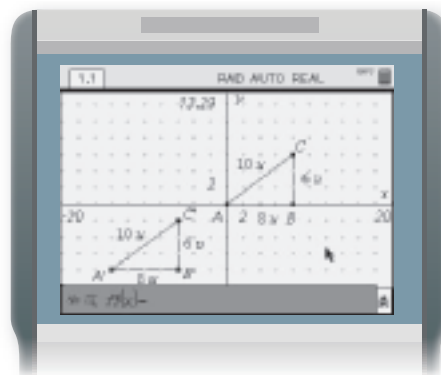 1.1 RAD AUTO REAL
13.29 y
C
10 u 6 u
2
x
-20 A 2 8 u B 20
C'
10 u 6 u
A' 8 u B'